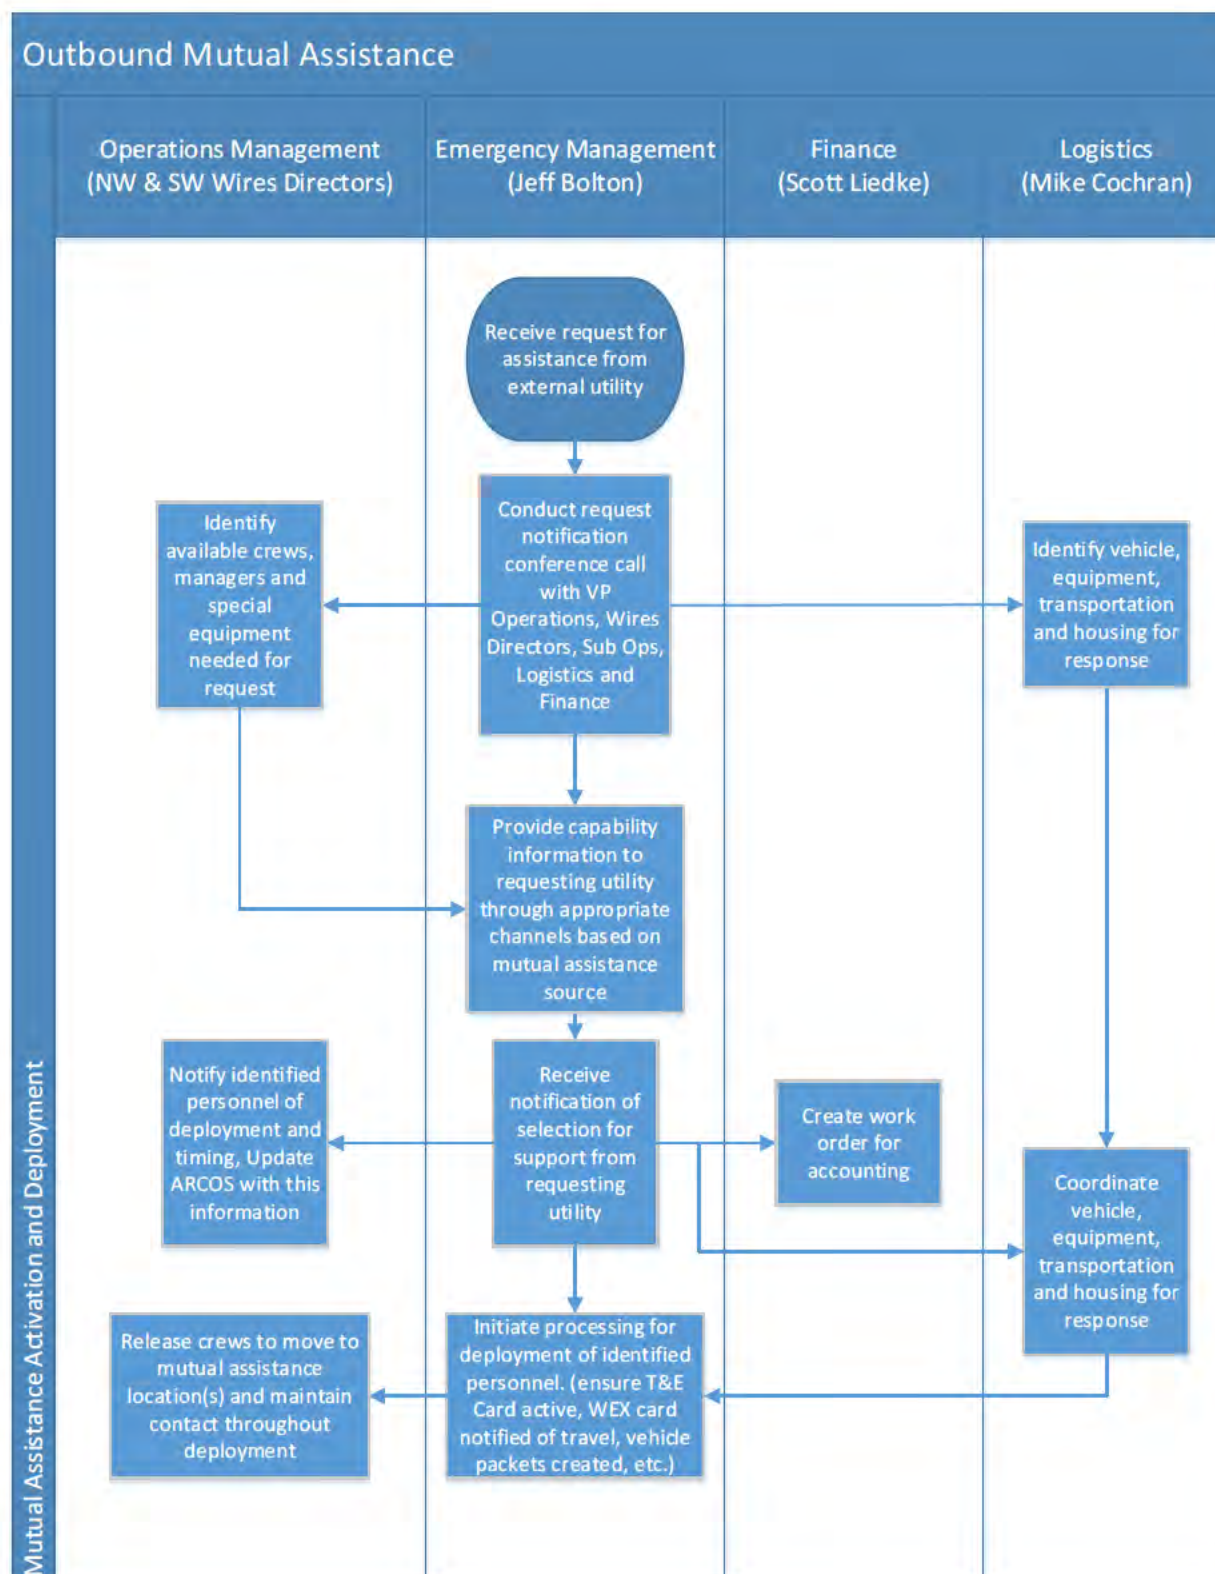 Outbound Mutual Assistance
Operations Management
(NW & SW Wires Directors)
Emergency Management
(Jeff Bolton)
Finance
(Scott Liedke)
Logistics
(Mike Cochran)
Mutual Assistance Activation and Deployment
Receive request for
assistance from
external utility
Identify
available crews,
managers and
special
equipment
needed for
request
Conduct request
notification
conference call
with VP
Operations, Wires
Directors, Sub Ops,
Logistics and
Finance
Identify vehicle,
equipment,
transportation
and housing for
response
Provide capability
information to
requesting utility
through appropriate
channels based on
mutual assistance
source
Notify identified
personnel of
deployment and
timing, Update
ARCOS with this
information
Receive
notification of
selection for
support from
requesting
utility
Create work
order for
accounting
Coordinate
vehicle,
equipment,
transportation
and housing for
response
Release crews to move to
mutual assistance
location(s) and maintain
contact throughout
deployment
Initiate processing for
deployment of identified
personnel. (ensure T&E
Card active, WEX card
notified of travel, vehicle
packets created, etc.)